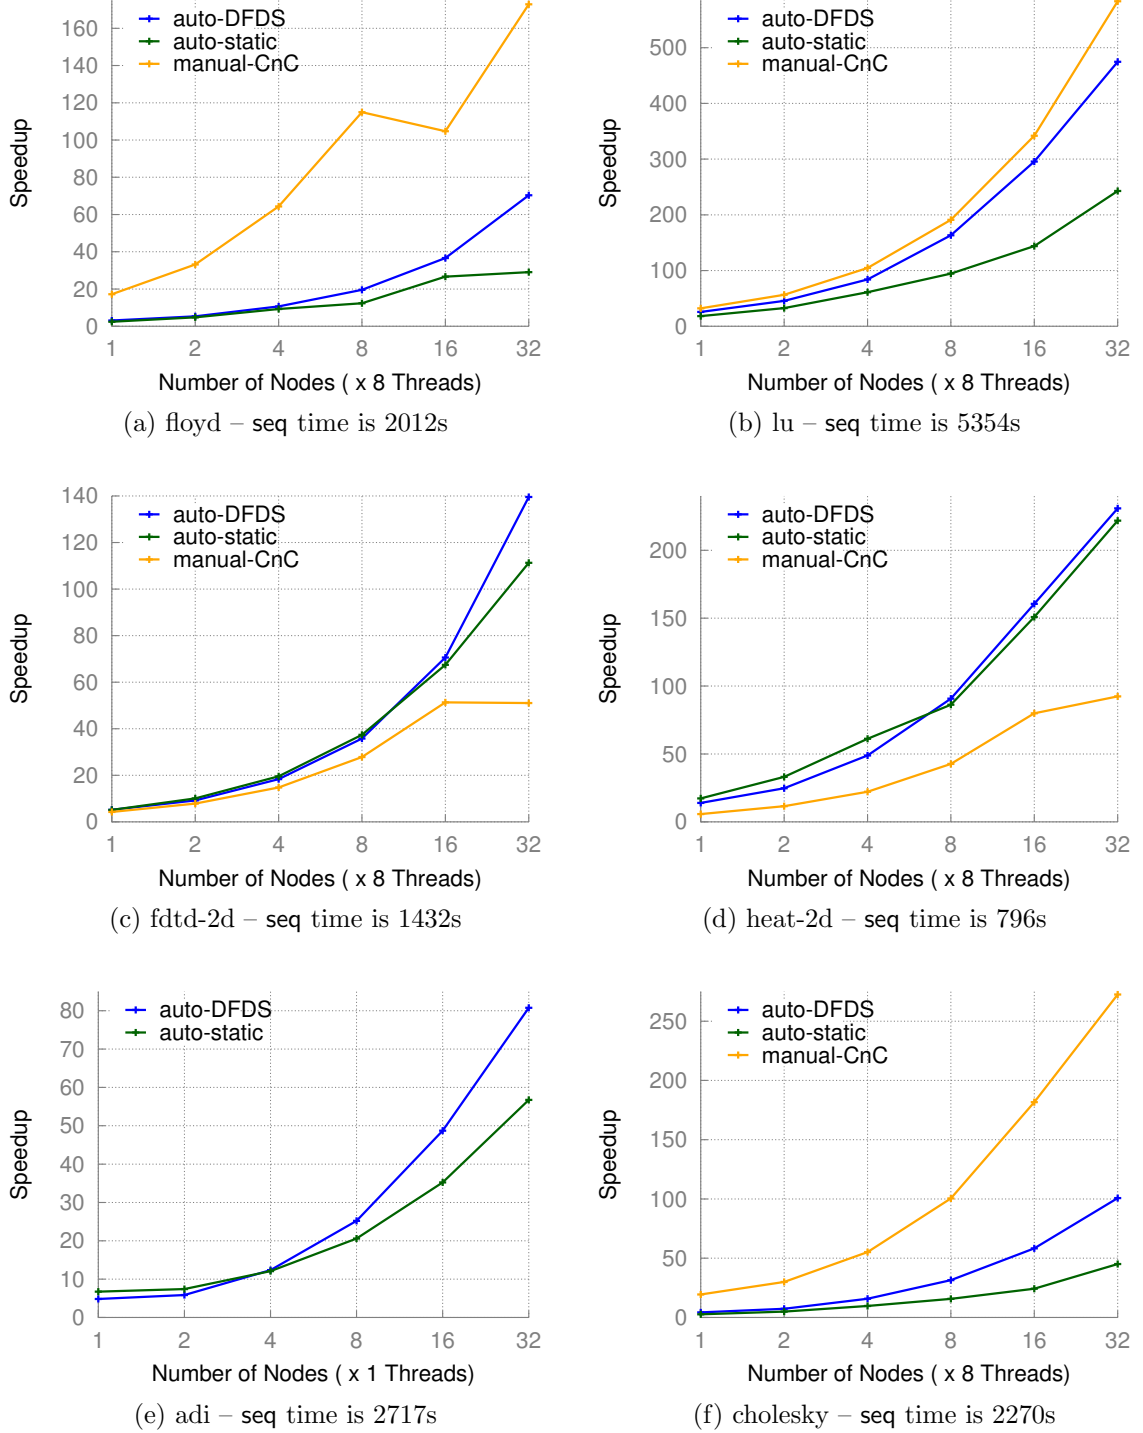 auto-DFDS
auto-static
manual-CnC
Speedup
160
140
120
100
80
60
40
20
0
1 2 4 8 16 32
Number of Nodes ( x 8 Threads)
(a) floyd – seq time is 2012s
auto-DFDS
auto-static
manual-CnC
Speedup
500
400
300
200
100
0
1 2 4 8 16 32
Number of Nodes ( x 8 Threads)
(b) lu – seq time is 5354s
auto-DFDS
auto-static
manual-CnC
Speedup
140
120
100
80
60
40
20
0
1 2 4 8 16 32
Number of Nodes ( x 8 Threads)
(c) fdtd-2d – seq time is 1432s
auto-DFDS
auto-static
manual-CnC
Speedup
200
150
100
50
0
1 2 4 8 16 32
Number of Nodes ( x 8 Threads)
(d) heat-2d – seq time is 796s
auto-DFDS
auto-static
Speedup
80
70
60
50
40
30
20
10
0
1 2 4 8 16 32
Number of Nodes ( x 1 Threads)
(e) adi – seq time is 2717s
auto-DFDS
auto-static
manual-CnC
Speedup
250
200
150
100
50
0
1 2 4 8 16 32
Number of Nodes ( x 8 Threads)
(f) cholesky – seq time is 2270s